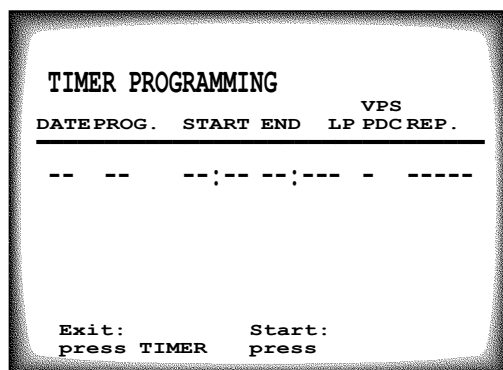 TIMER PROGRAMMING
VPS
DATE PROG. START END LP PDC REP.
-- -- --:-- --:--- - -----
Exit: Start:
press TIMER press